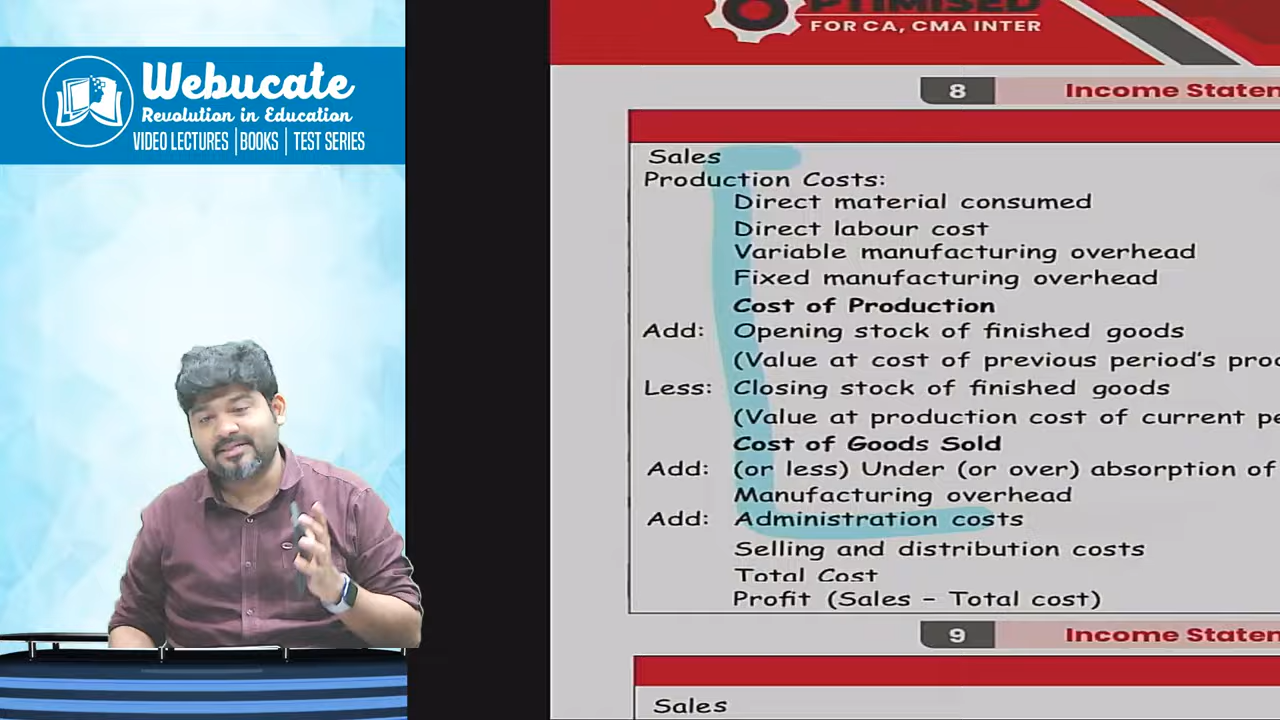 Webucate
Revolution in Education
VIDEO LECTURES | BOOKS | TEST SERIES
FOR CA, CMA INTER
8 Income
Sales
Production Costs:
Direct material consumed
Direct labour cost
Variable manufacturing overhead
Fixed manufacturing overhead
Cost of Production
Add: Opening stock of finished goods
(Value at cost of previous period's
Less: Closing stock of finished goods
(Value at production cost of current
Cost of Goods Sold
Add: (or less) Under (or over) absorption of
Manufacturing overhead
Add: Administration costs
Selling and distribution costs
Total Cost
Profit (Sales – Total cost)
9 Income
Sales